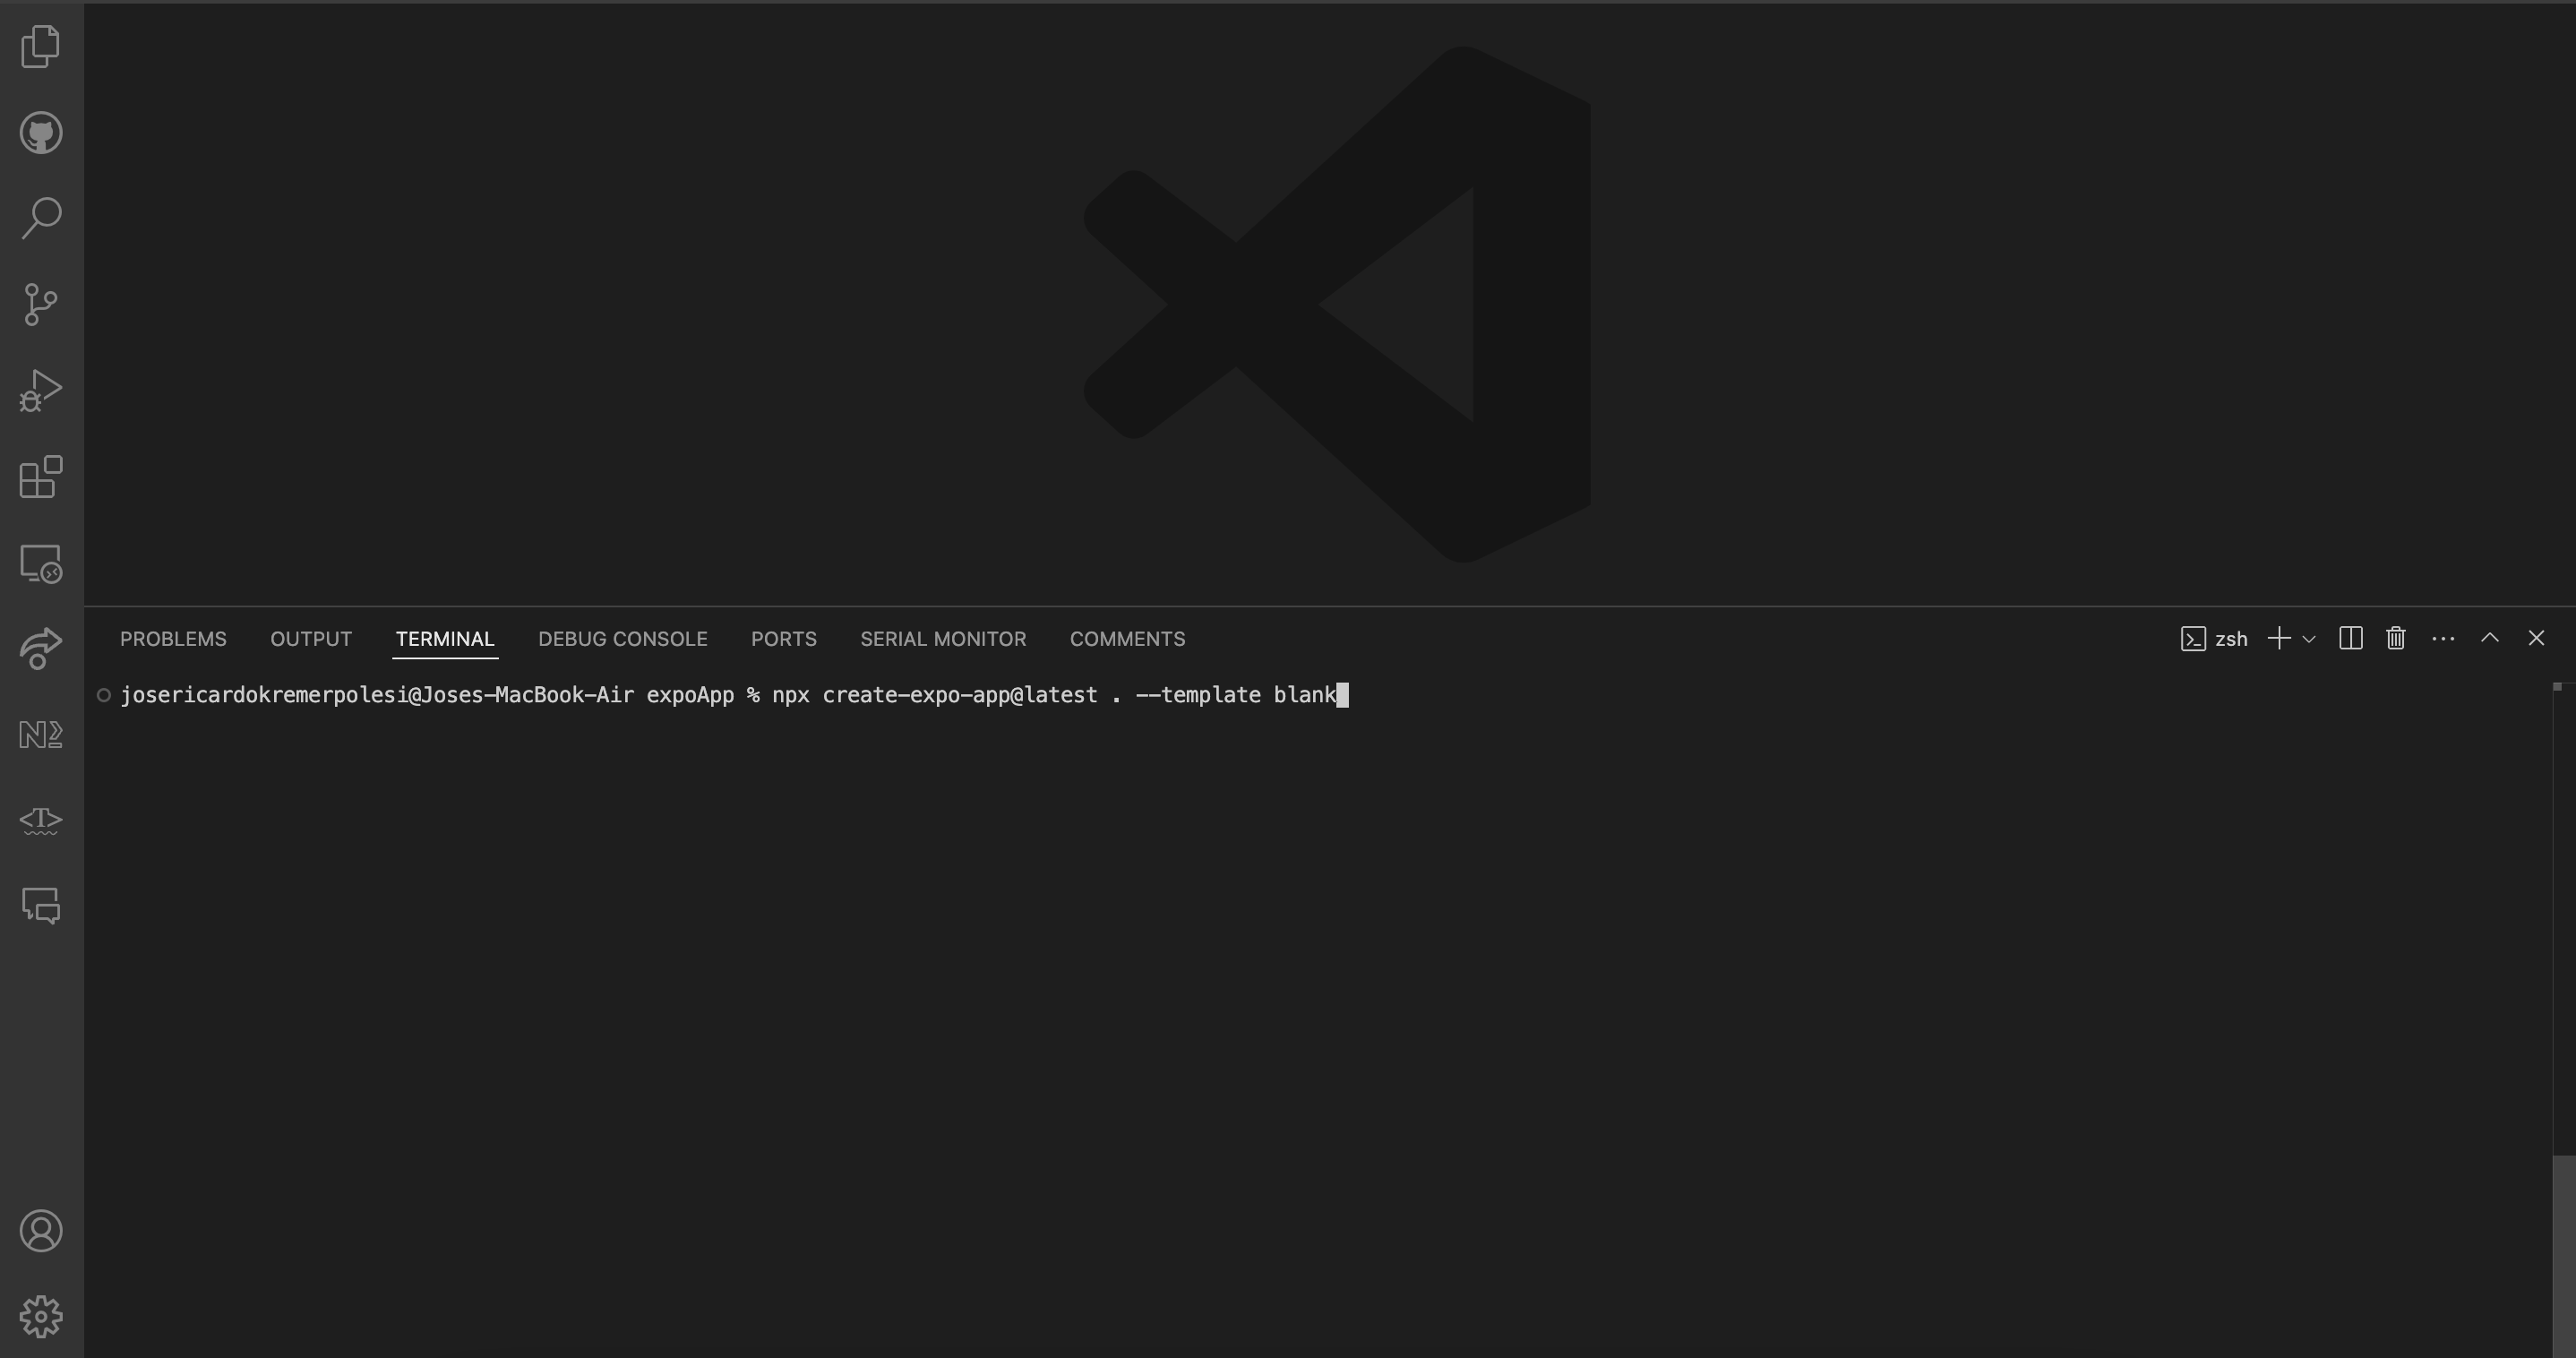 PROBLEMS OUTPUT TERMINAL DEBUG CONSOLE PORTS SERIAL MONITOR COMMENTS zsh
josericardokremerpolesi@Joses-MacBook-Air expoApp % npx create-expo-app@latest . --template blank